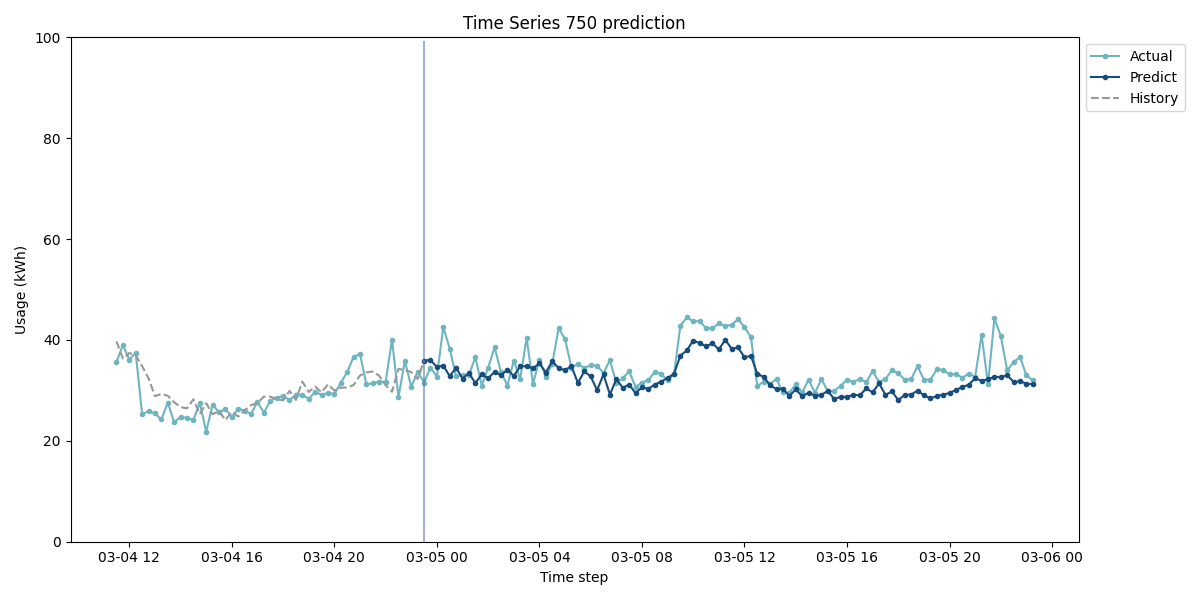 Time Series 750 prediction
Usage (kWh)
100
80
60
40
20
0
03-04 12
03-04 16
03-04 20
03-05 00
03-05 04
03-05 08
03-05 12
03-05 16
03-05 20
03-06 00
Time step
Actual
Predict
History